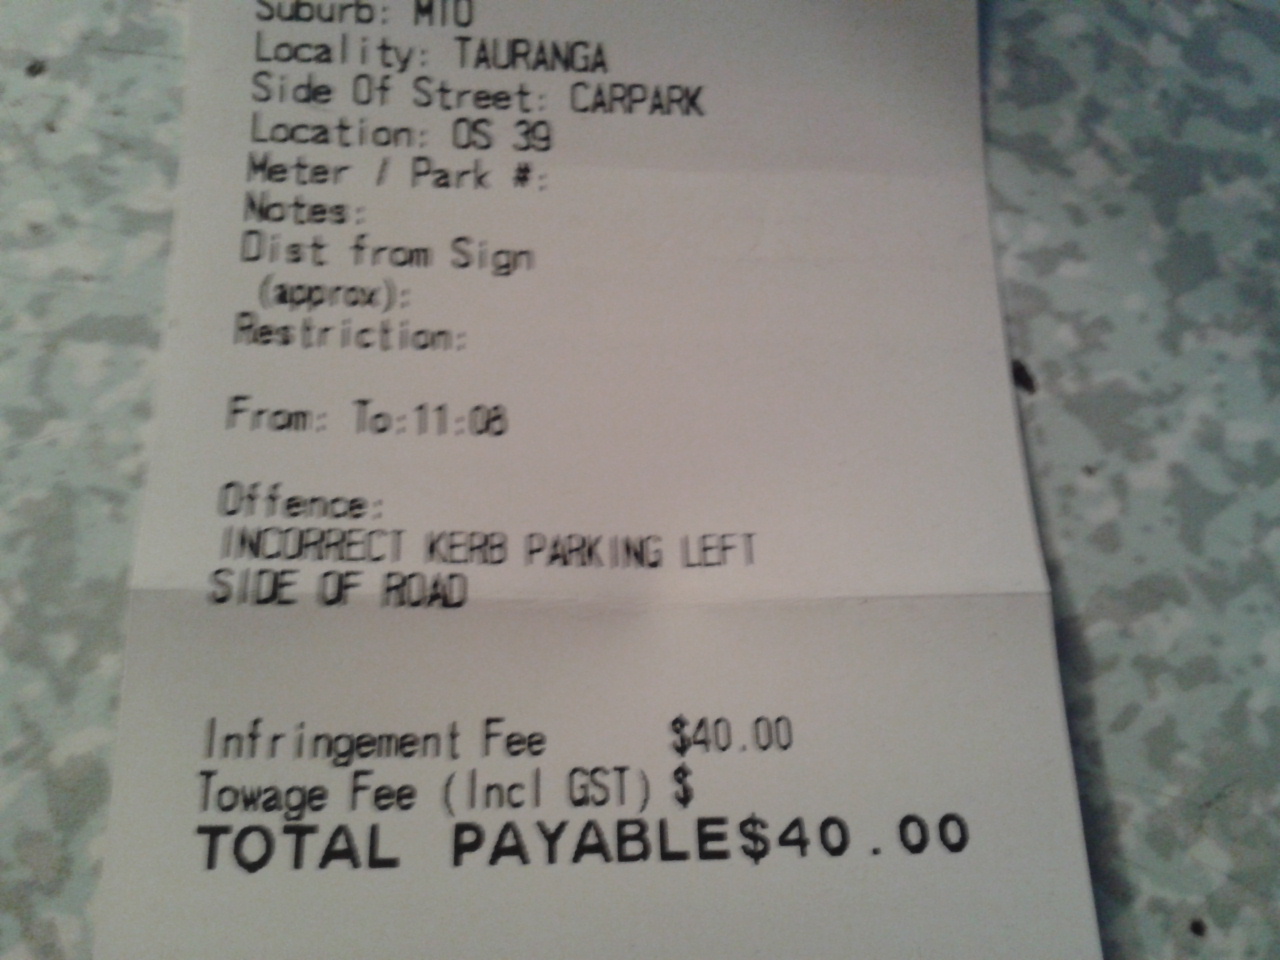 Suburb: MTO
Locality: TAURANGA
Side Of Street: CARPARK
Location: OS 39
Meter / Park #:
Notes:
Dist from Sign
(approx):
Restriction:
From: To:11:08
Offence:
INCORRECT KERB PARKING LEFT
SIDE OF ROAD
Infringement Fee $40.00
Towage Fee (Incl GST) $
TOTAL PAYABLE$40.00